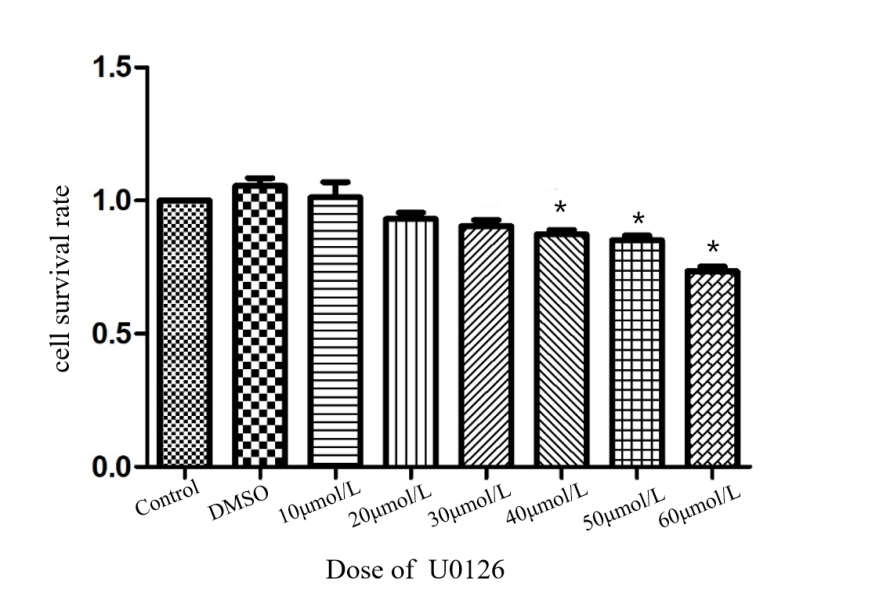 1.5
1.0
0.5
0.0
cell survival rate
*
*
*
Control
DMSO
10μmol/L
20μmol/L
30μmol/L
40μmol/L
50μmol/L
60μmol/L
Dose of U0126